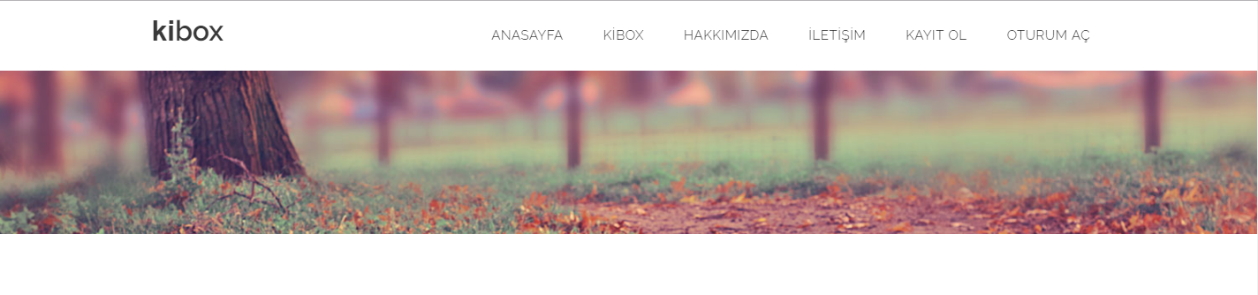 kibox ANASAYFA KİBOX HAKKIMIZDA İLETİŞİM KAYIT OL OTURUM AÇ